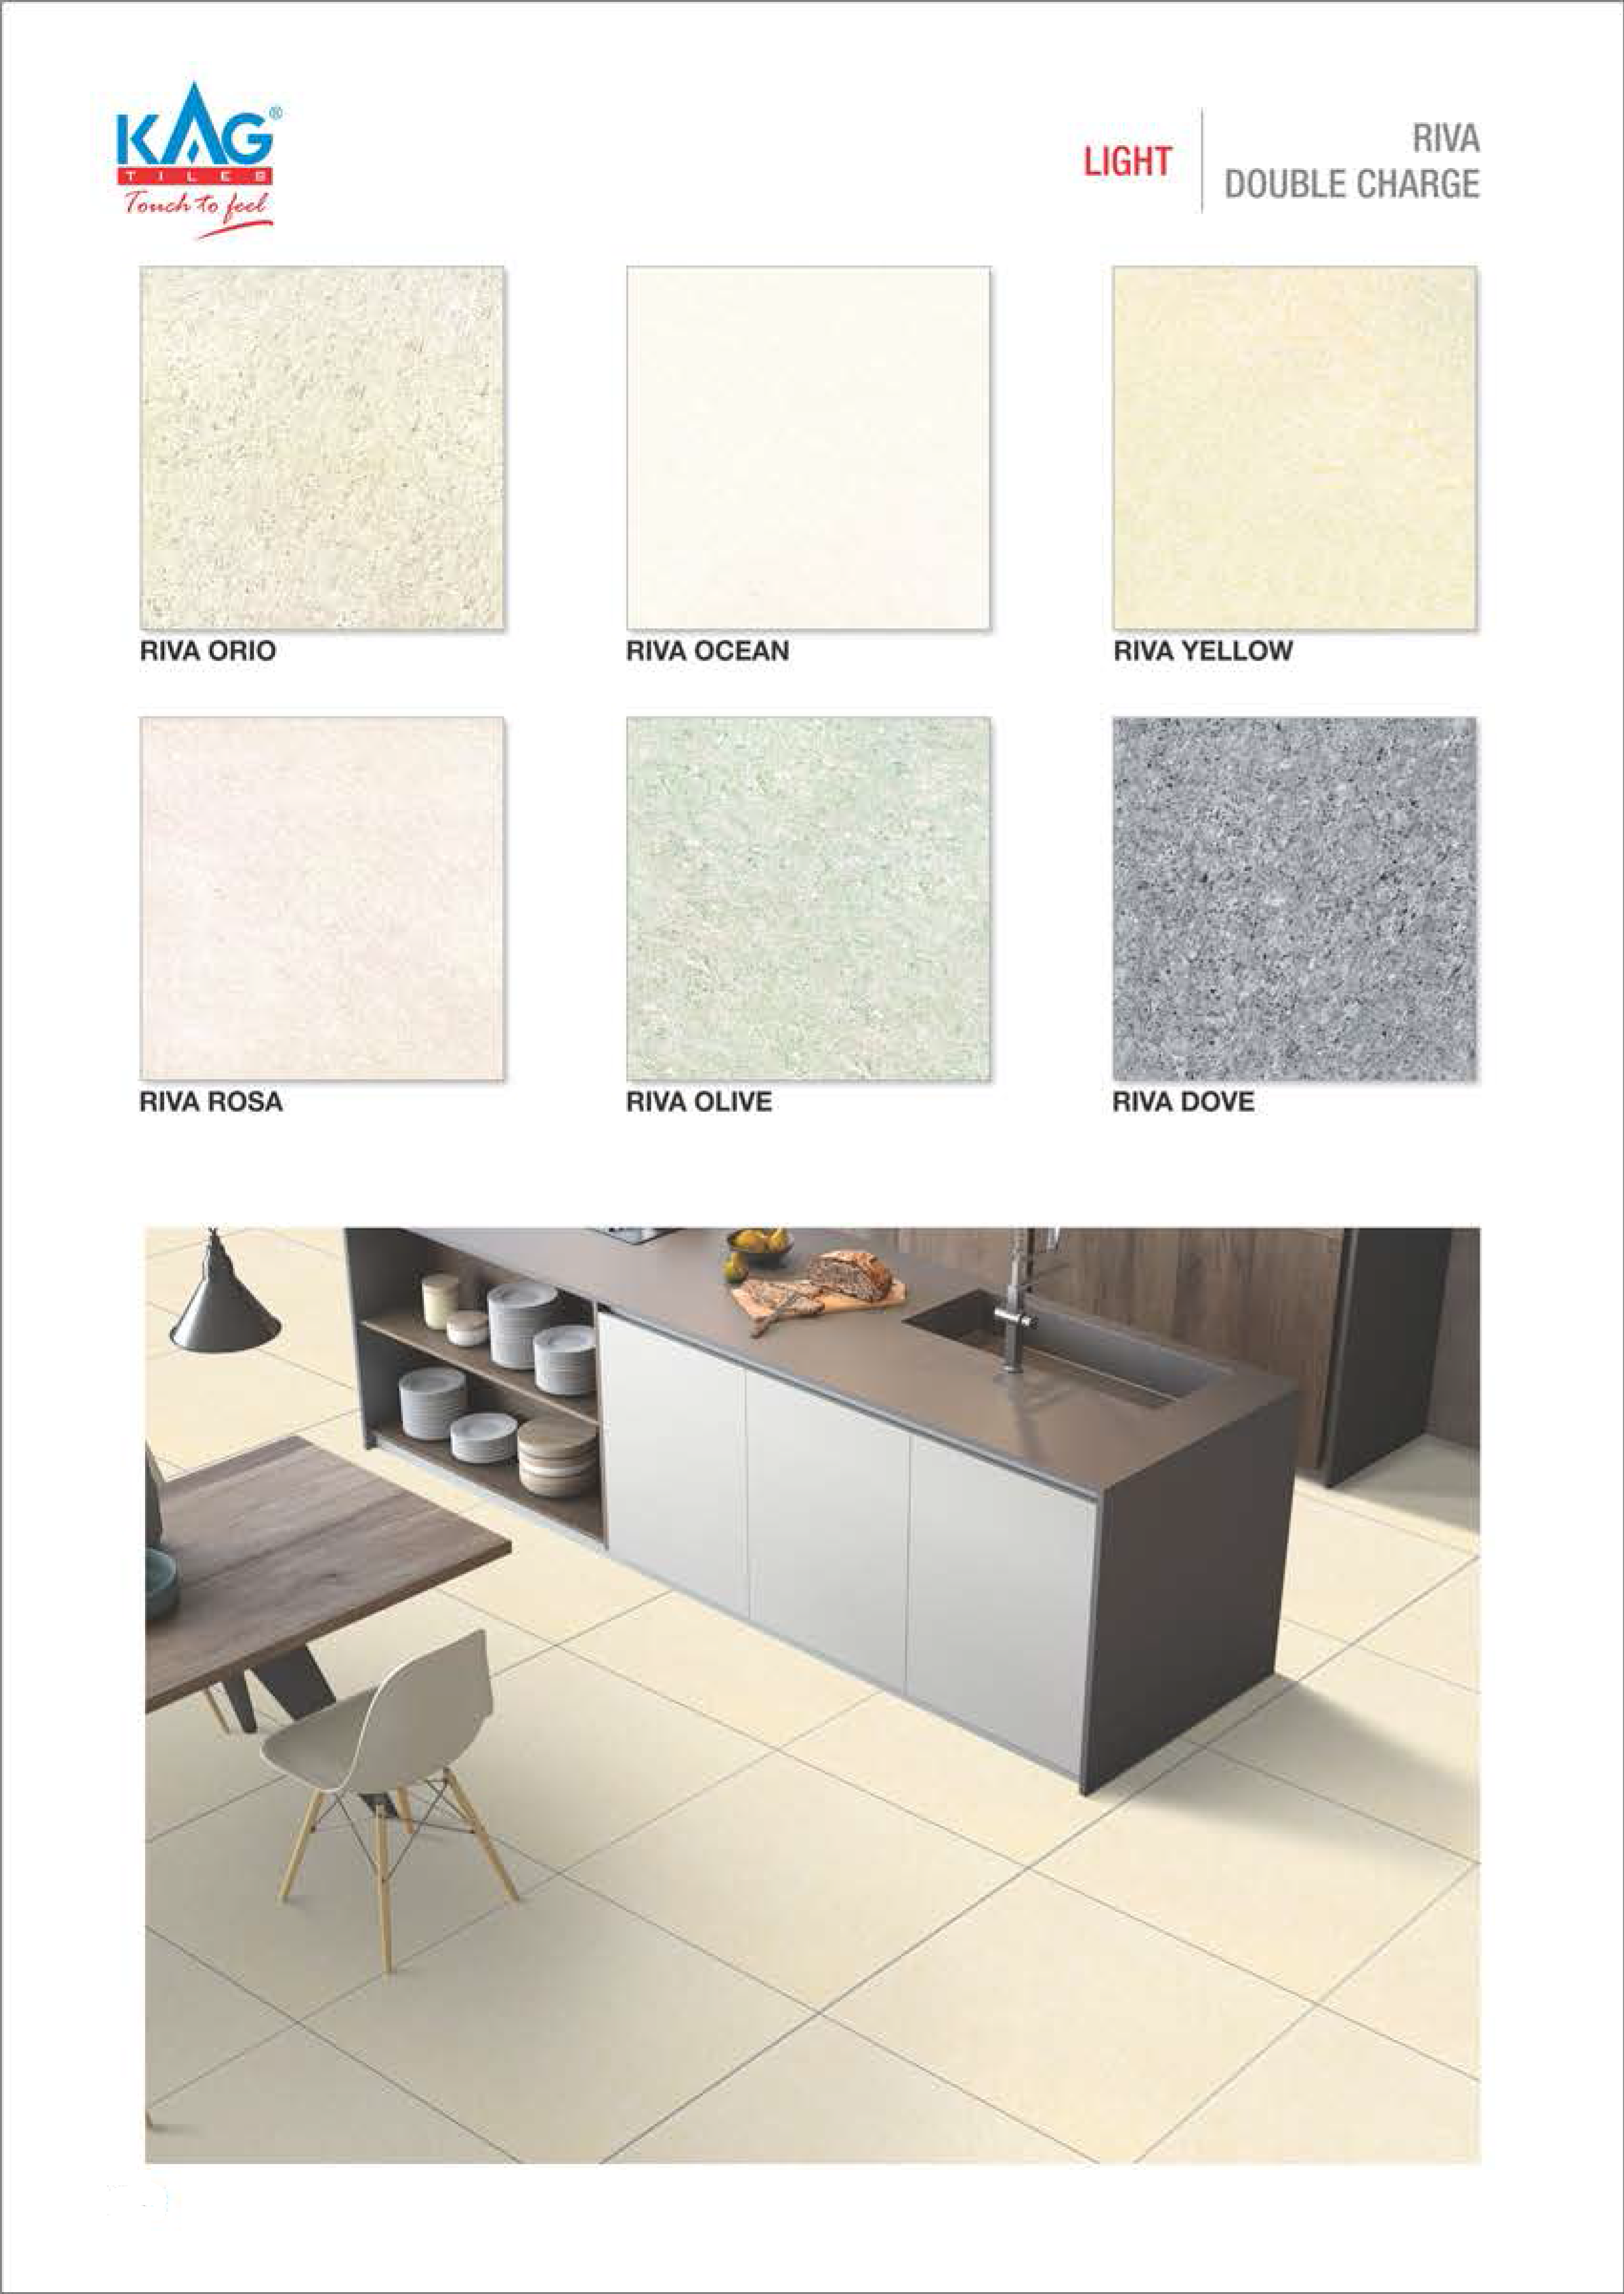 KAG®
TILES
Touch to feel
LIGHT
RIVA
DOUBLE CHARGE
RIVA ORIO
RIVA OCEAN
RIVA YELLOW
RIVA ROSA
RIVA OLIVE
RIVA DOVE